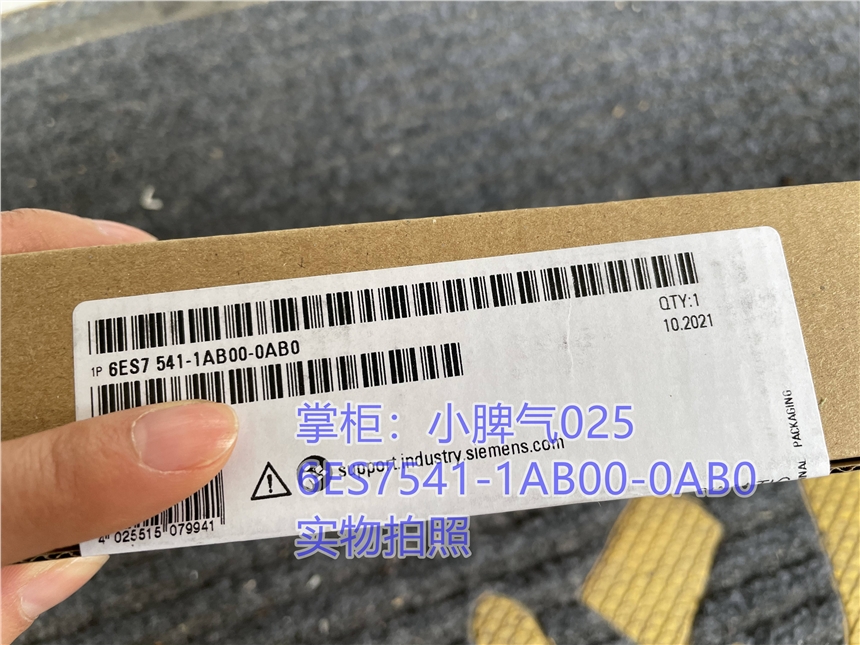 QTY:1
10.2021
1P 6ES7 541-1AB00-0AB0
support.industry.siemens.com
PACKAGING
4 025515 079941
掌柜：小脾气025
6ES7541-1AB00-0AB0
实物拍照